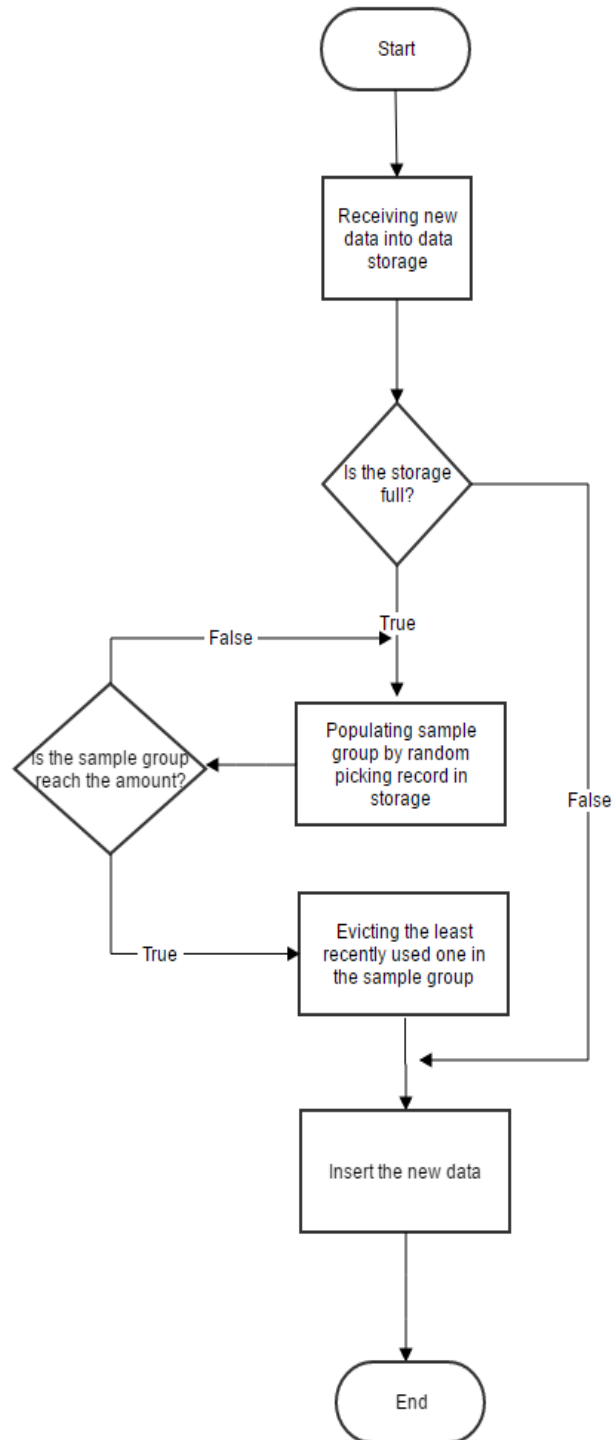 Start
Receiving new
data into data
storage
Is the storage
full?
True
False
Populating sample
group by random
picking record in
storage
Is the sample group
reach the amount?
False
Evicting the least
recently used one in
the sample group
True
Insert the new data
End